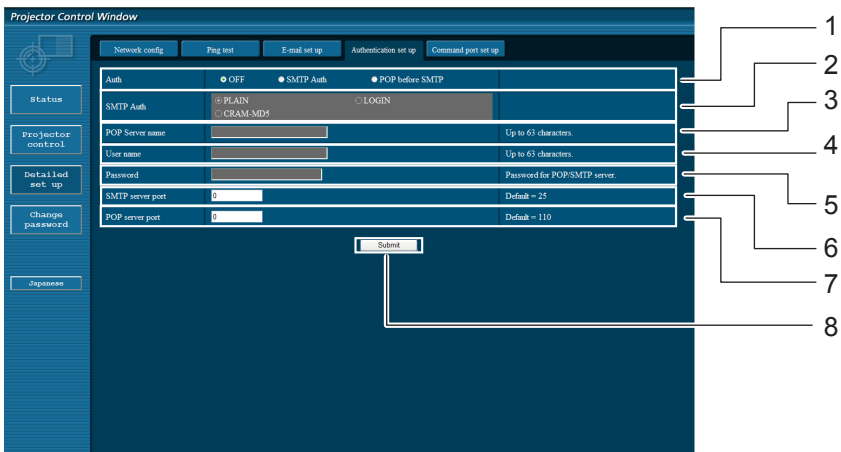 Projector Control Window
Network config Ping test E-mail set up Authentication set up Command port set up
Status
Projector control
Detailed set up
Change password
Japanese
Auth OFF SMTP Auth POP before SMTP
SMTP Auth PLAIN LOGIN
CRAM-MD5
POP Server name Up to 63 characters.
User name Up to 63 characters.
Password Password for POP/SMTP server.
SMTP server port 0 Default = 25
POP server port 0 Default = 110
Submit
1
2
3
4
5
6
7
8